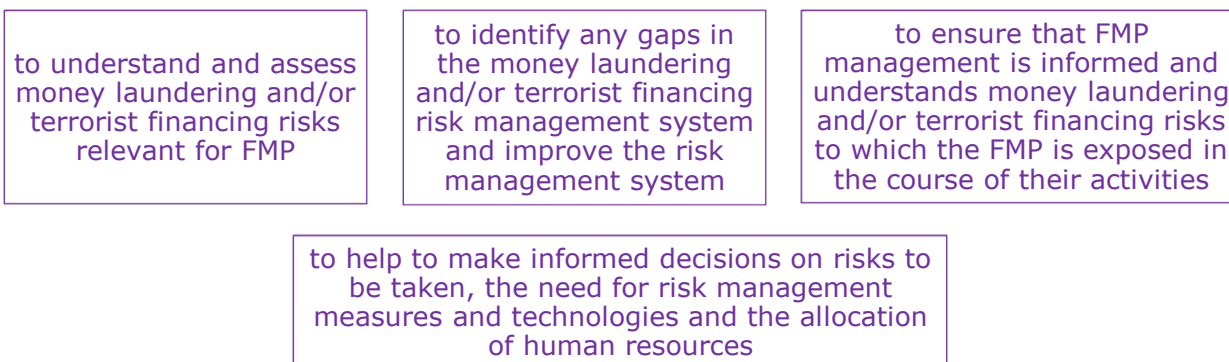 to understand and assess
money laundering and/or
terrorist financing risks
relevant for FMP
to identify any gaps in
the money laundering
and/or terrorist financing
risk management system
and improve the risk
management system
to ensure that FMP
management is informed and
understands money laundering
and/or terrorist financing risks
to which the FMP is exposed in
the course of their activities
to help to make informed decisions on risks to
be taken, the need for risk management
measures and technologies and the allocation
of human resources